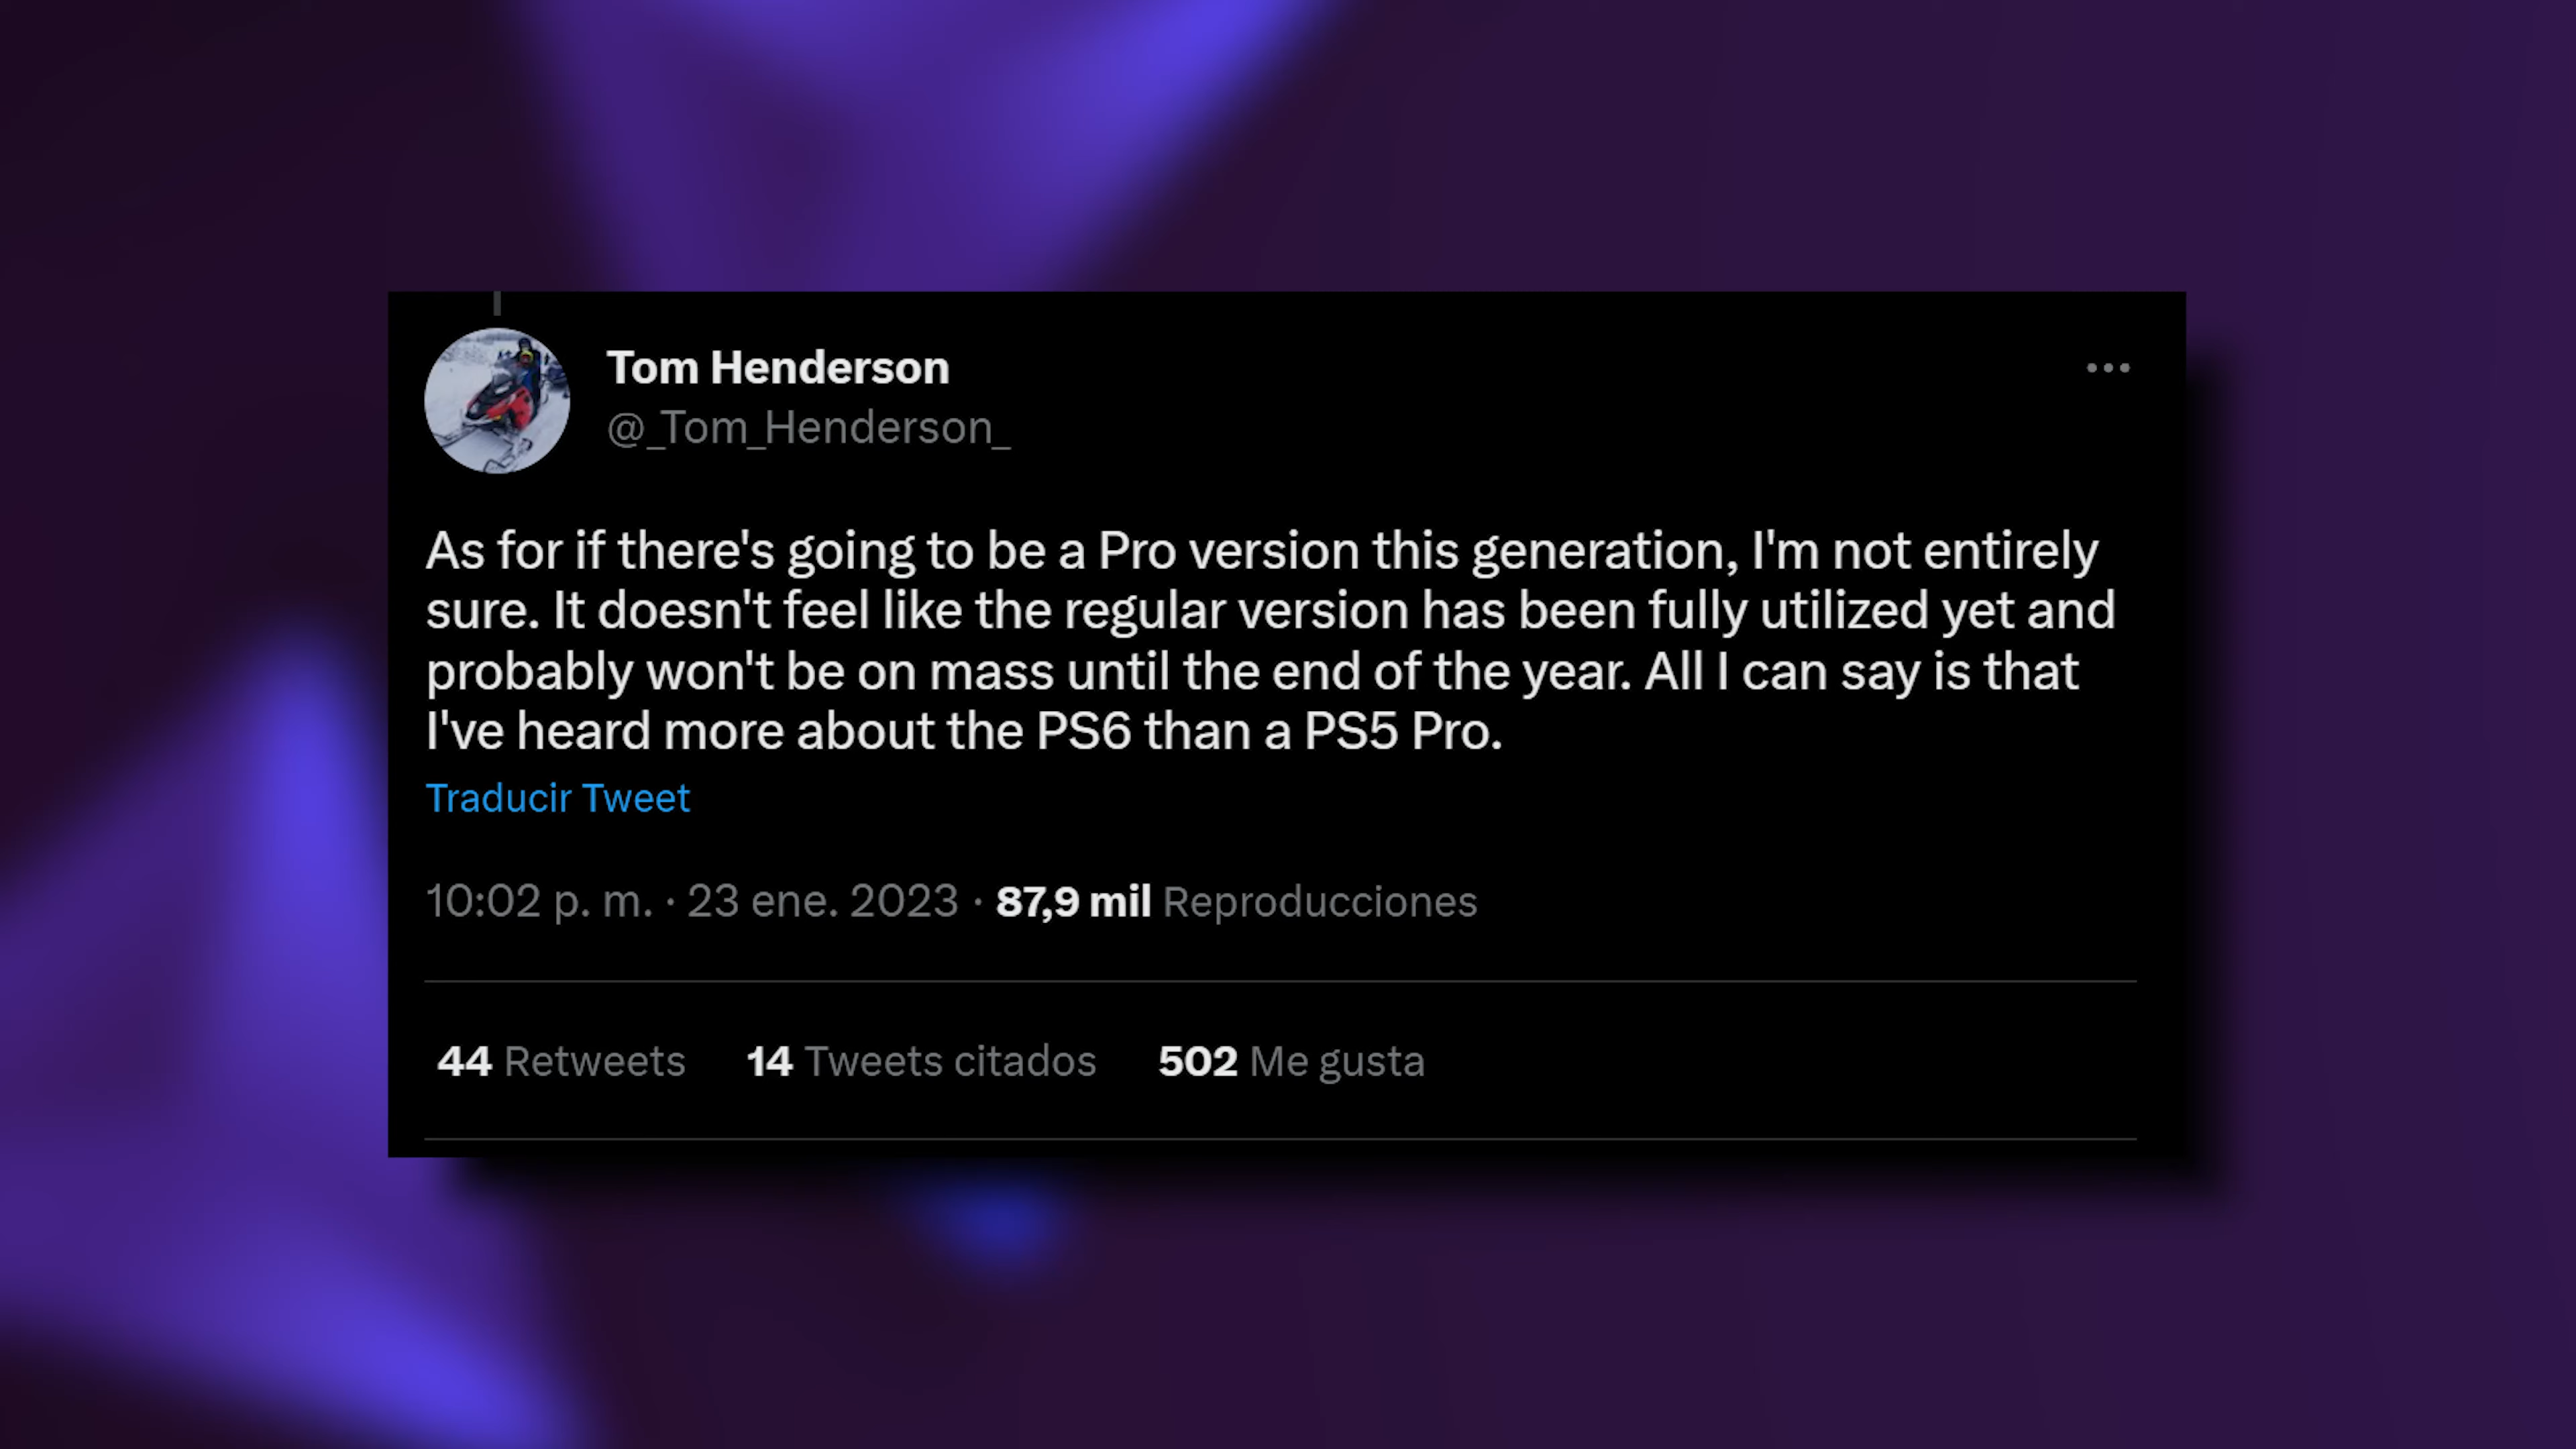 Tom Henderson
@_Tom_Henderson_
As for if there's going to be a Pro version this generation, I'm not entirely
sure. It doesn't feel like the regular version has been fully utilized yet and
probably won't be on mass until the end of the year. All I can say is that
I've heard more about the PS6 than a PS5 Pro.
Traducir Tweet
10:02 p. m. · 23 ene. 2023 · 87,9 mil Reproducciones
44 Retweets 14 Tweets citados 502 Me gusta